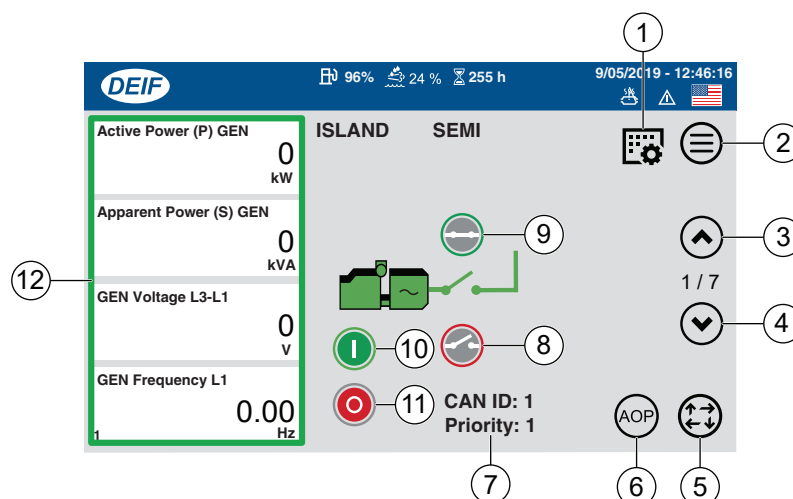 1
DEIF
96% 24 % 255 h
9/05/2019 - 12:46:16
Active Power (P) GEN
0
kW
ISLAND SEMI
2
Apparent Power (S) GEN
0
kVA
9
3
1 / 7
12
GEN Voltage L3-L1
0
V
10
8
4
GEN Frequency L1
0.00
Hz
1
11
CAN ID: 1
Priority: 1
AOP
7
6
5